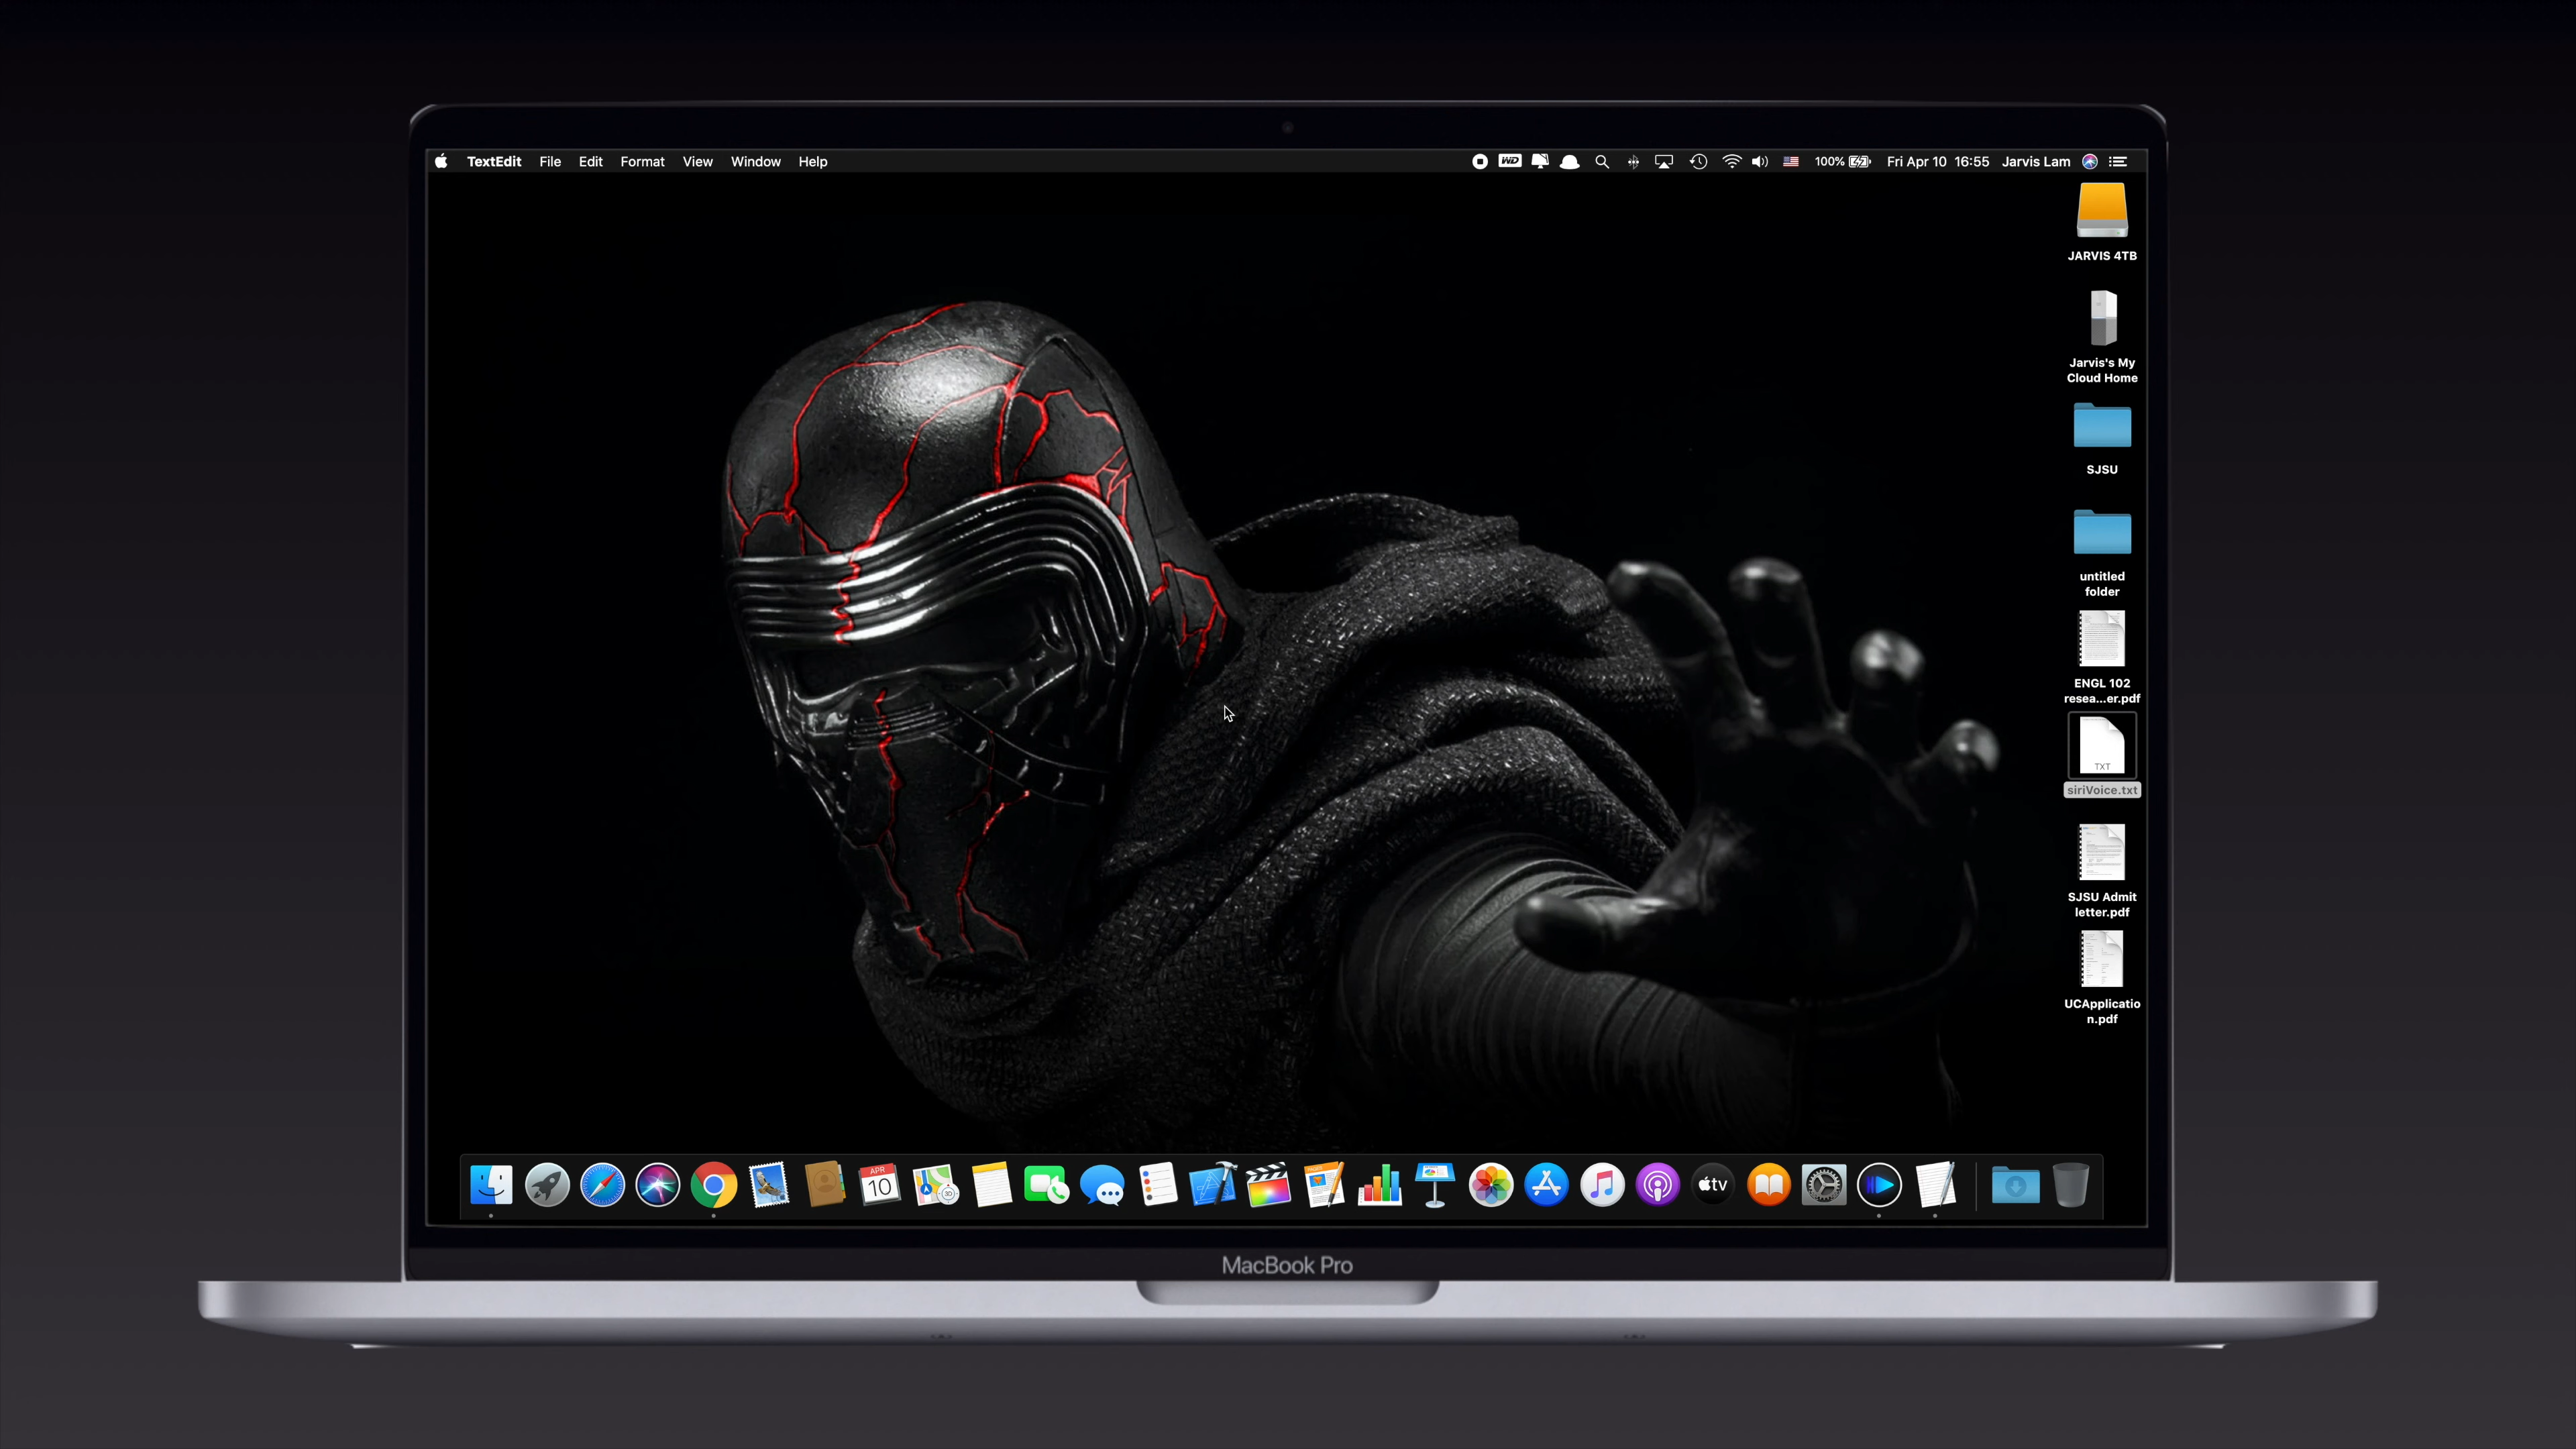 TextEdit File Edit Format View Window Help WD 100% Fri Apr 10 16:55 Jarvis Lam
JARVIS 4TB
Jarvis's My
Cloud Home
SJSU
untitled
folder
ENGL 102
resea...er.pdf
TXT
siriVoice.txt
SJSU Admit
letter.pdf
UCApplicatio
n.pdf
APR
10
3D
tv
MacBook Pro